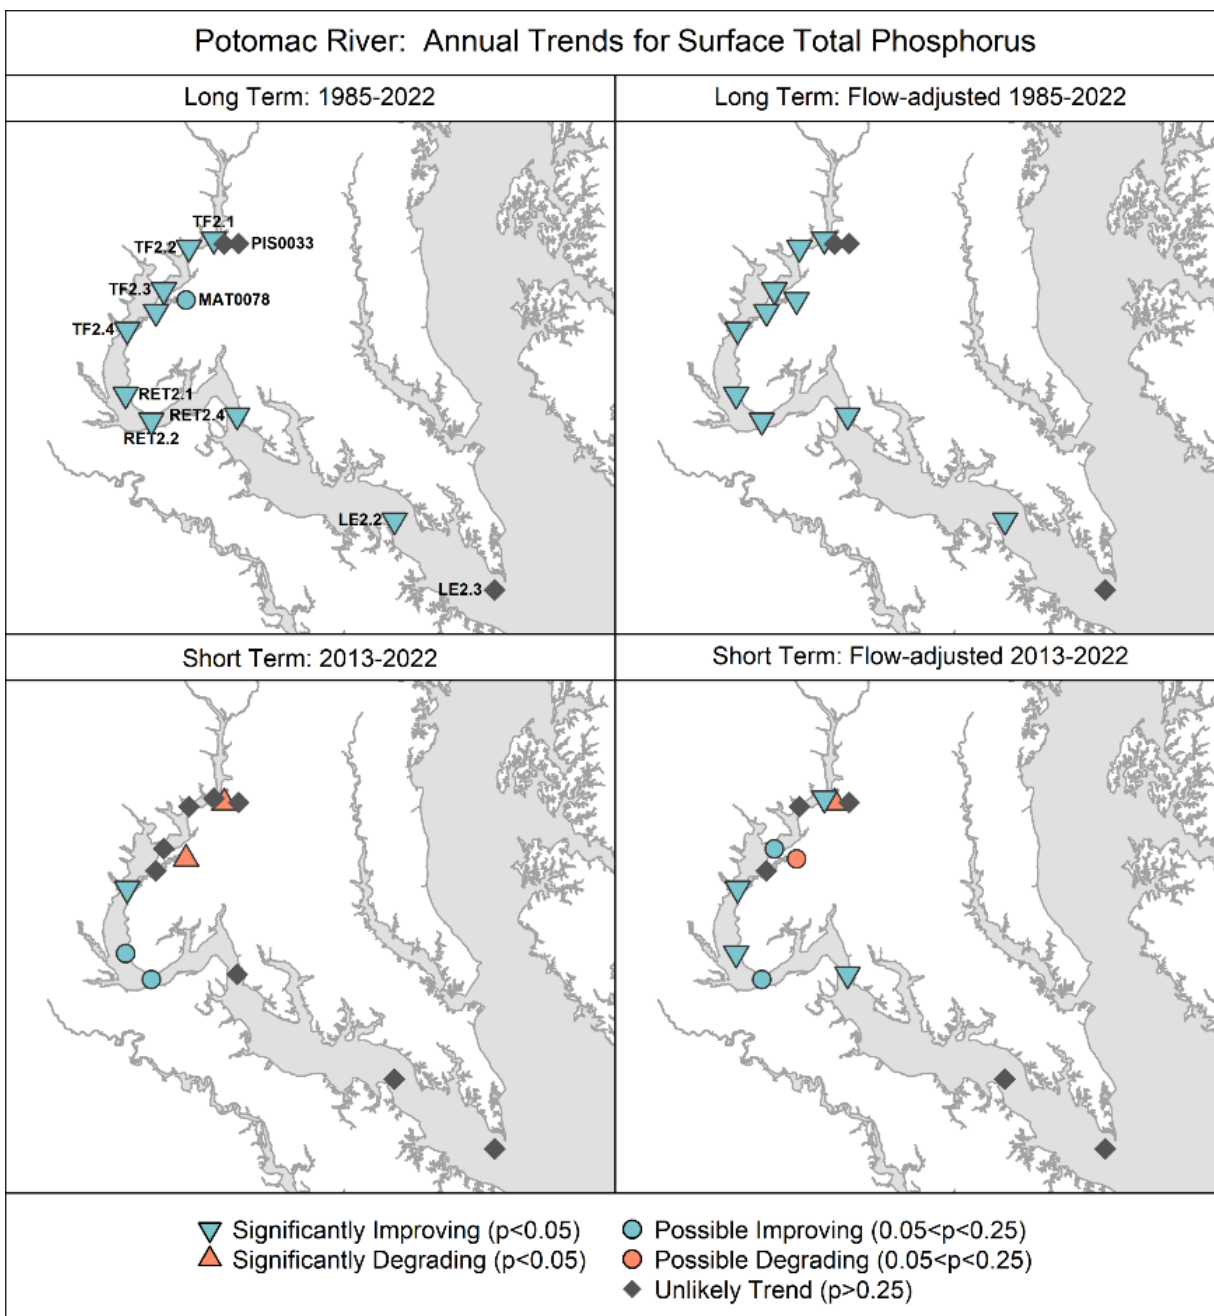 Potomac River: Annual Trends for Surface Total Phosphorus
Long Term: 1985-2022
Long Term: Flow-adjusted 1985-2022
TF2.1
TF2.2
PIS0033
TF2.3
MAT0078
TF2.4
RET2.1
RET2.4
RET2.2
LE2.2
LE2.3
Short Term: 2013-2022
Short Term: Flow-adjusted 2013-2022
Significantly Improving (p<0.05)
Possible Improving (0.05<p<0.25)
Significantly Degrading (p<0.05)
Possible Degrading (0.05<p<0.25)
Unlikely Trend (p>0.25)